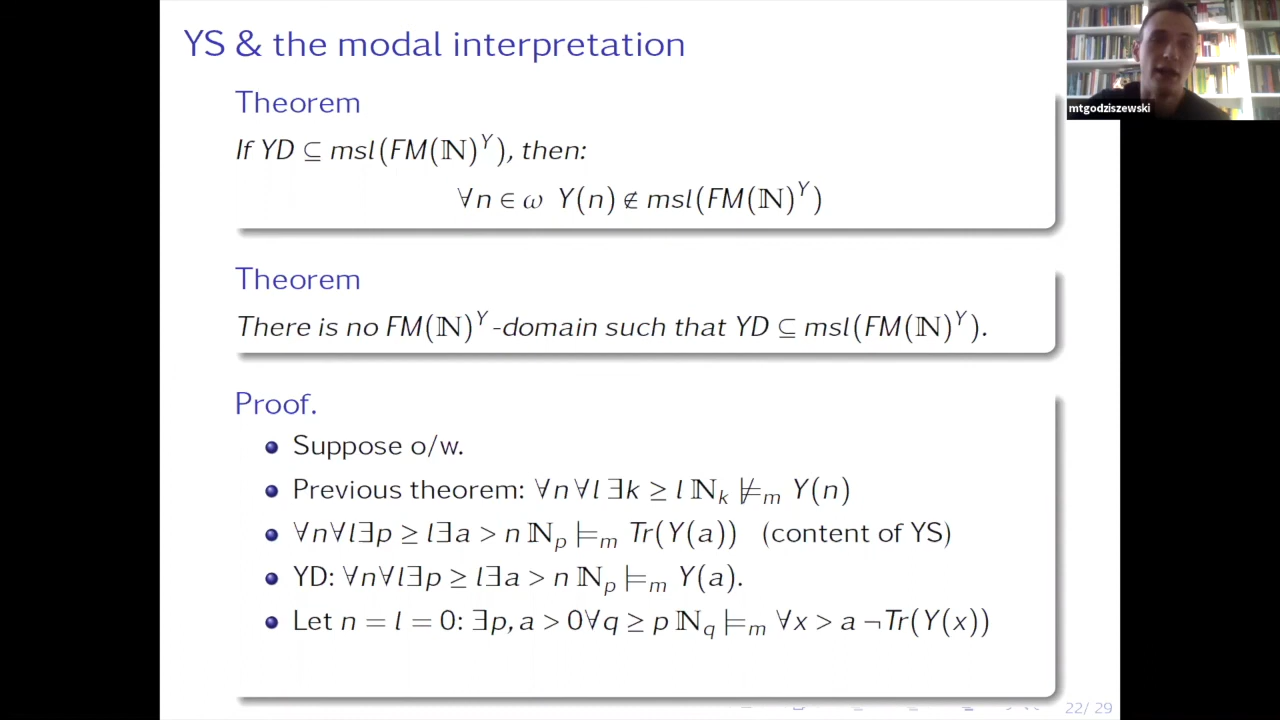 YS & the modal interpretation
mtgodziszewski
Theorem
If YD ⊆ msl(FM(ℕ)^Y), then:
∀n ∈ ω Y(n) ∉ msl(FM(ℕ)^Y)
Theorem
There is no FM(ℕ)^Y-domain such that YD ⊆ msl(FM(ℕ)^Y).
Proof.
Suppose o/w.
Previous theorem: ∀n∀l∃k ≥ l ℕ_k ⊭_m Y(n)
∀n∀l∃p ≥ l∃a > n ℕ_p ⊨_m Tr(Y(a)) (content of YS)
YD: ∀n∀l∃p ≥ l∃a > n ℕ_p ⊨_m Y(a).
Let n = l = 0: ∃p, a > 0∀q ≥ p ℕ_q ⊨_m ∀x > a ¬Tr(Y(x))
22/ 29